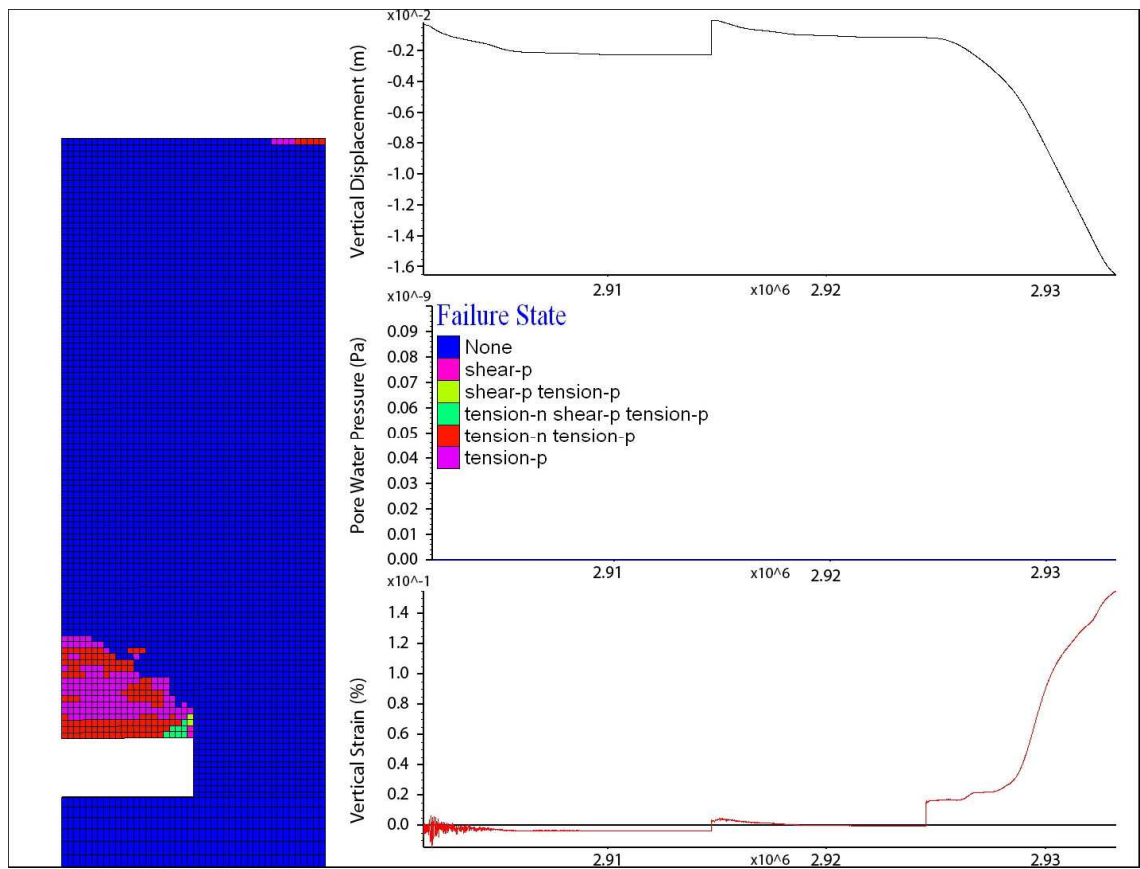 x10^-2
-0.2
-0.4
-0.6
-0.8
-1.0
-1.2
-1.4
-1.6
Vertical Displacement (m)
2.91
x10^6
2.92
2.93
x10^-9
0.09
0.08
0.07
0.06
0.05
0.04
0.03
0.02
0.01
0.00
Pore Water Pressure (Pa)
Failure State
None
shear-p
shear-p tension-p
tension-n shear-p tension-p
tension-n tension-p
tension-p
2.91
x10^6
2.92
2.93
x10^-1
1.4
1.2
1.0
0.8
0.6
0.4
0.2
0.0
Vertical Strain (%)
2.91
x10^6
2.92
2.93